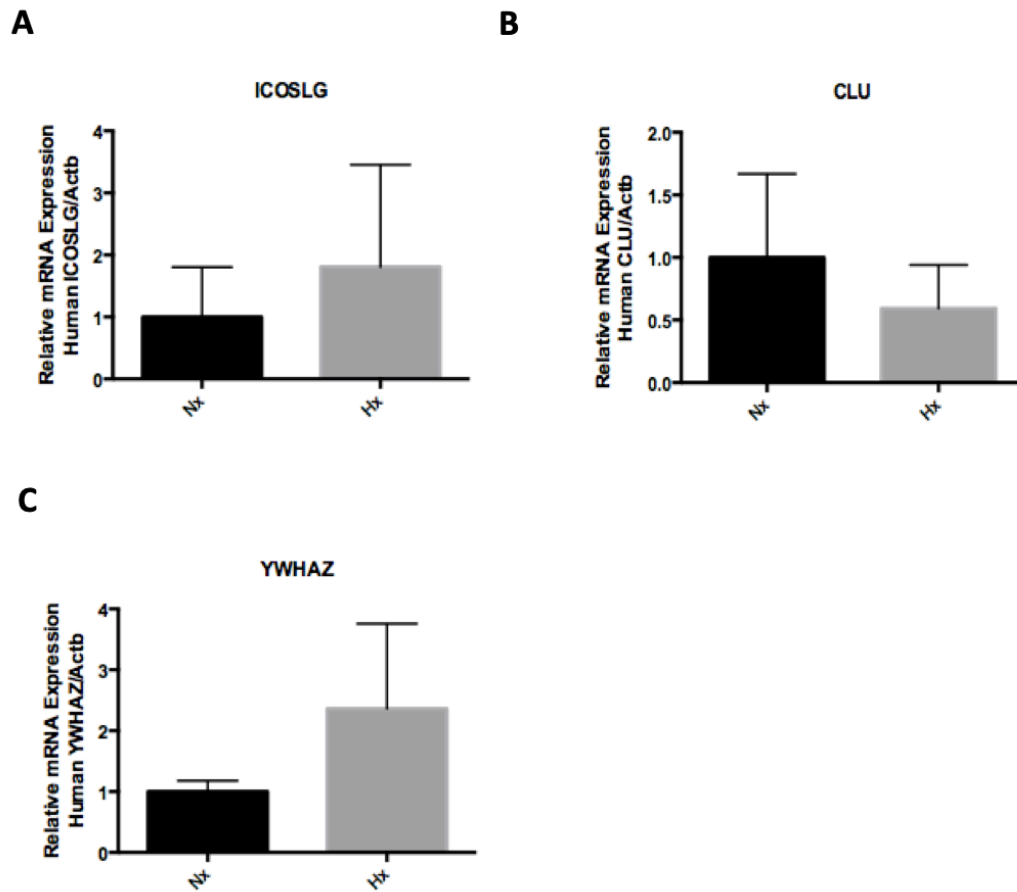 A
ICOSLG
Relative mRNA Expression
Human ICOSLG/Actb
4
3
2
1
0
Nx
Hx
B
CLU
Relative mRNA Expression
Human CLU/Actb
2.0
1.5
1.0
0.5
0.0
Nx
Hx
C
YWHAZ
Relative mRNA Expression
Human YWHAZ/Actb
4
3
2
1
0
Nx
Hx